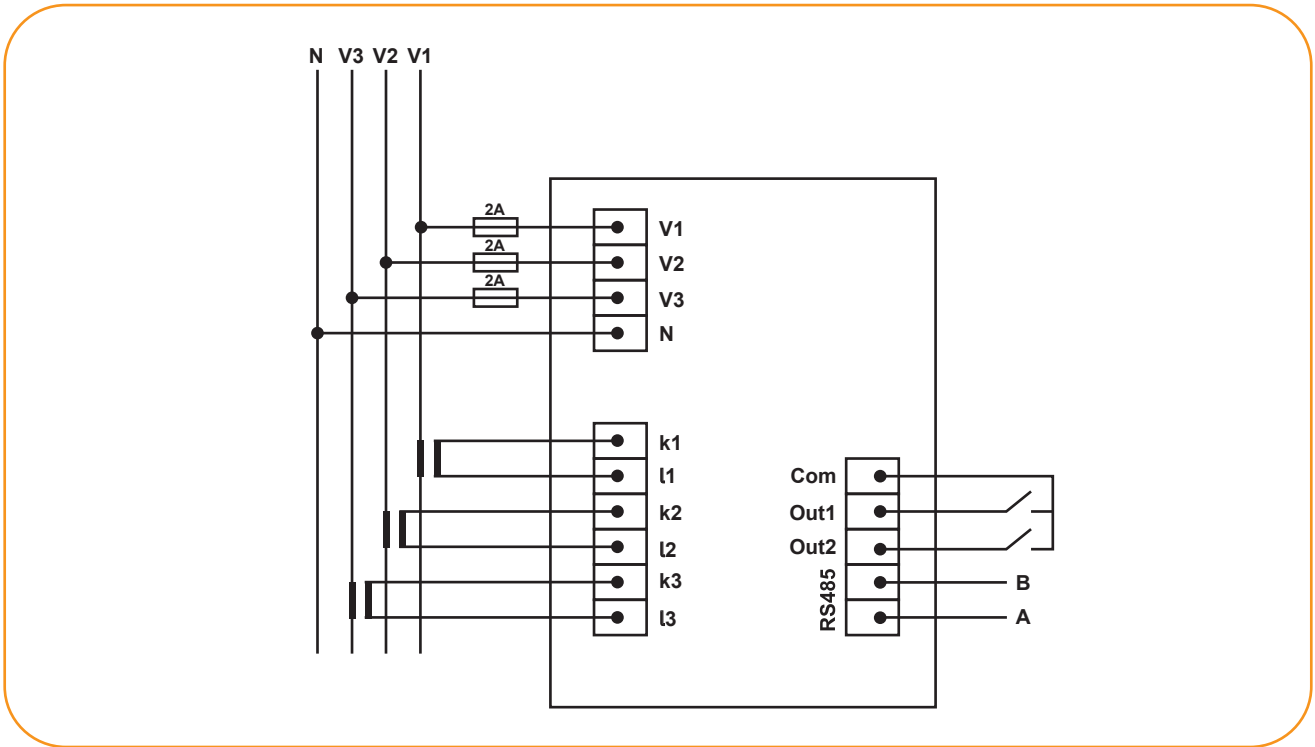 N V3 V2 V1
2A
V1
2A
V2
2A
V3
N
k1
l1
k2
l2
k3
l3
Com
Out1
Out2
RS485
B
A